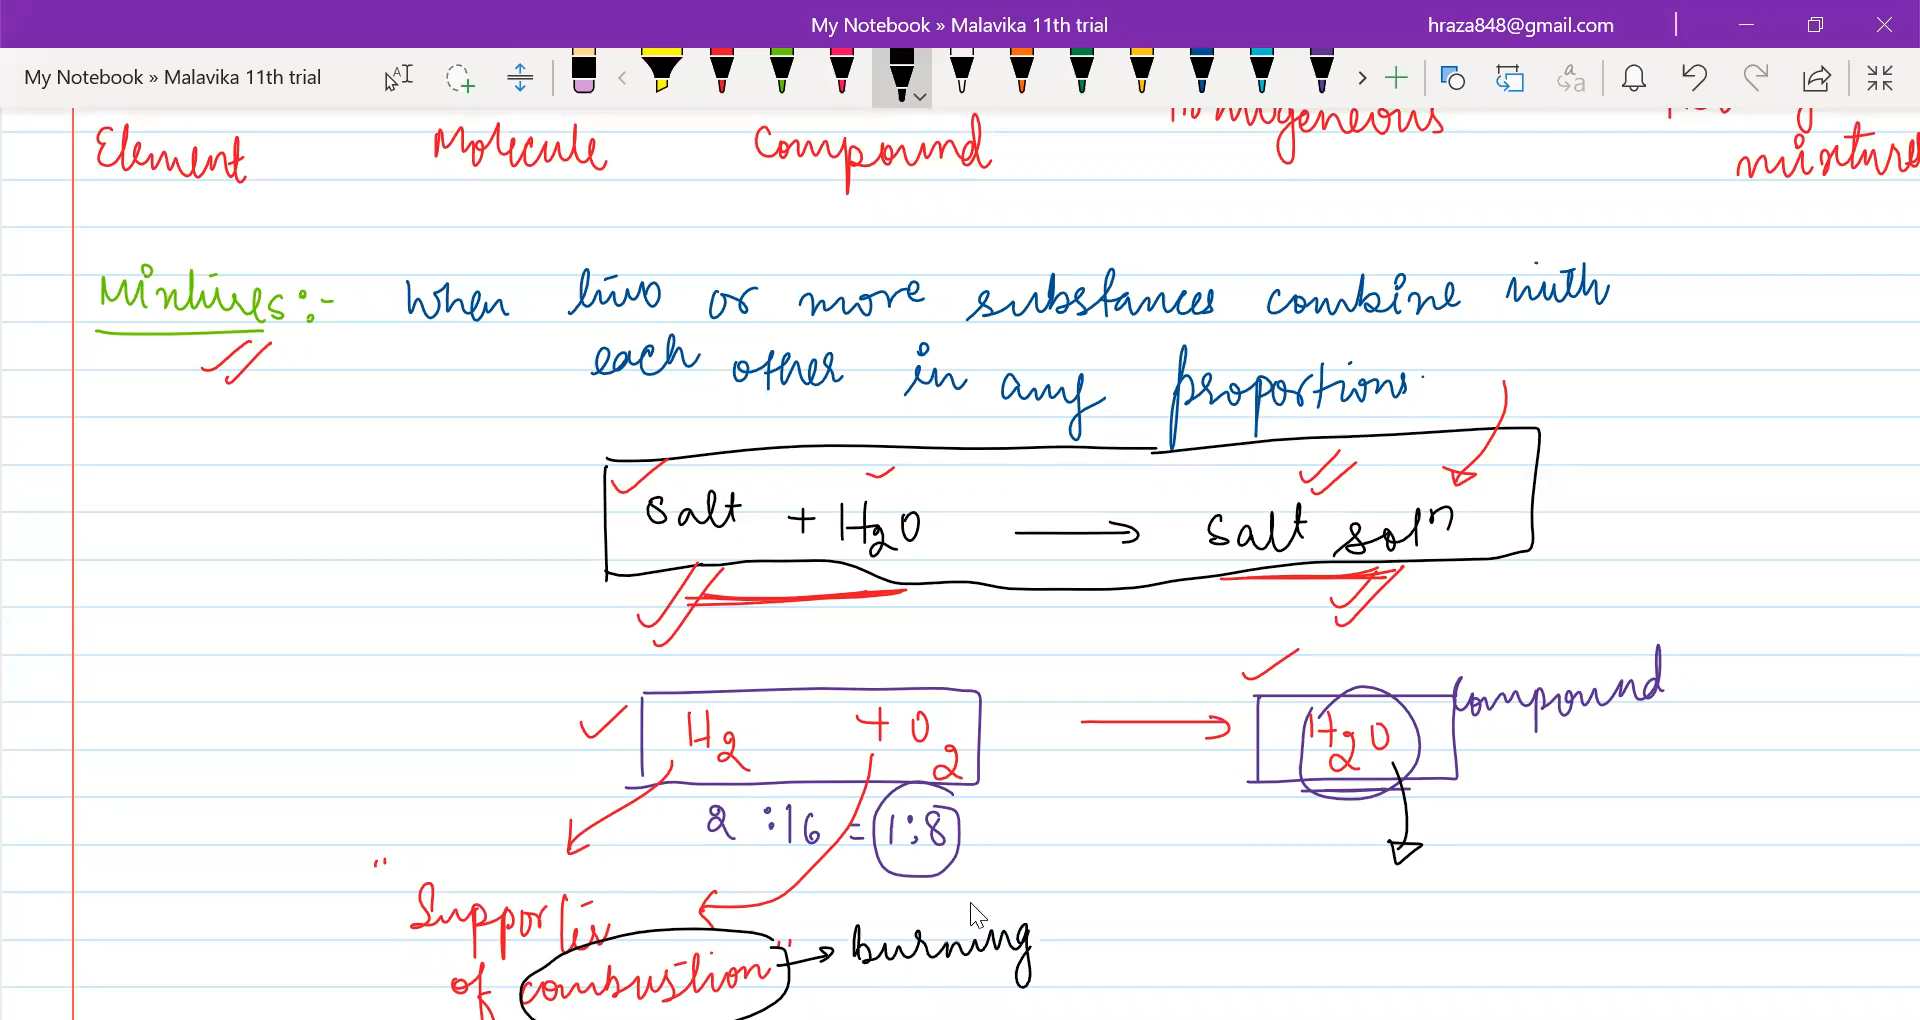 My Notebook » Malavika 11th trial
hraza848@gmail.com
My Notebook » Malavika 11th trial
Element Molecule Compound Homogeneous
mixture
Mixtures:- When two or more substances combine with
each other in any proportions.
Salt + H2O → Salt solⁿ
H2 + O2 → H2O Compound
2 :16 = 1:8
"Supporter
of combustion" → burning